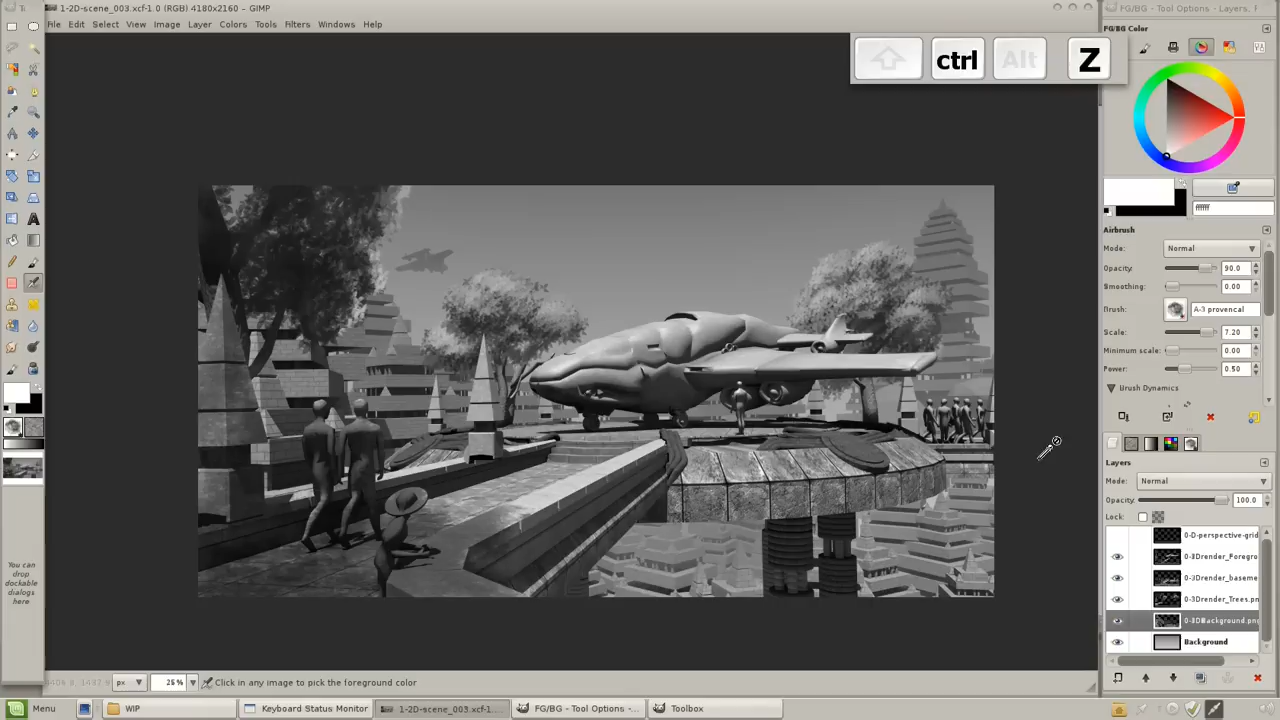 1-2D-scene_003.xcf-1.0 (RGB) 4180x2160 – GIMP
FG/BG - Tool Options - Layers, F
File Edit Select View Image Layer Colors Tools Filters Windows Help
FG/BG Color
ctrl Alt Z
ffffff
Airbrush
Mode: Normal
Opacity: 90.0
Smoothing: 0.00
Brush: A-3 provencal
Scale: 7.20
Minimum scale: 0.00
Power: 0.50
Brush Dynamics
Layers
Mode: Normal
Opacity: 100.0
Lock:
0-D-perspective-grid
0-3Drender_Foregro
0-3Drender_baseme
0-3Drender_Trees.pn
0-3DBackground.png
Background
You can
drop
dockable
dialogs
here
px 25% Click in any image to pick the foreground color
Menu WIP Keyboard Status Monitor 1-2D-scene_003.xcf-1... FG/BG - Tool Options -... Toolbox